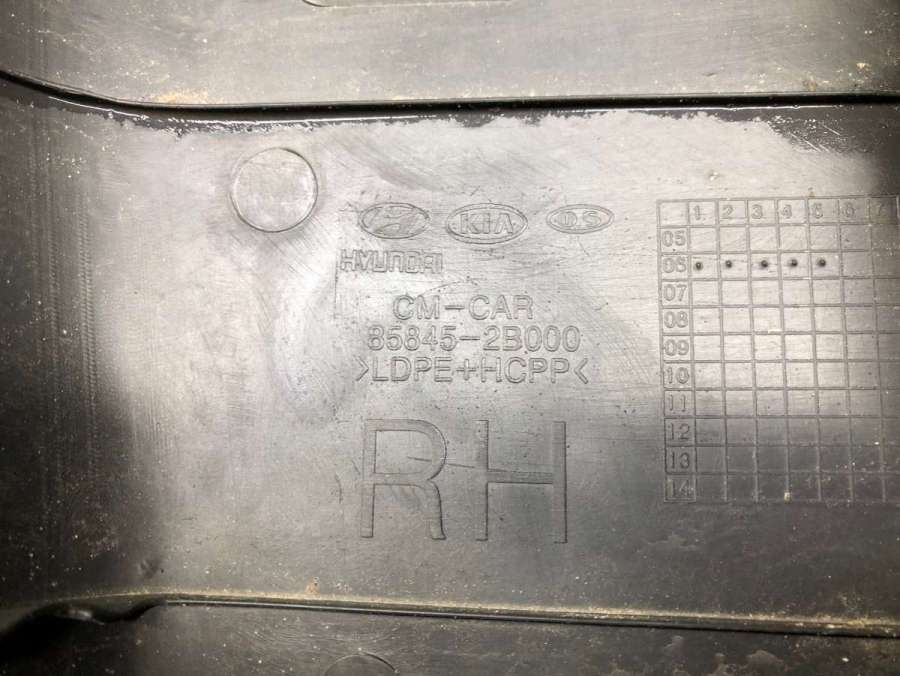 KIA D.S
HYUNDAI
CM-CAR
85845-2B000
>LDPE+HCPP<
RH
1 2 3 4 5 6 7
05
06
07
08
09
10
11
12
13
14